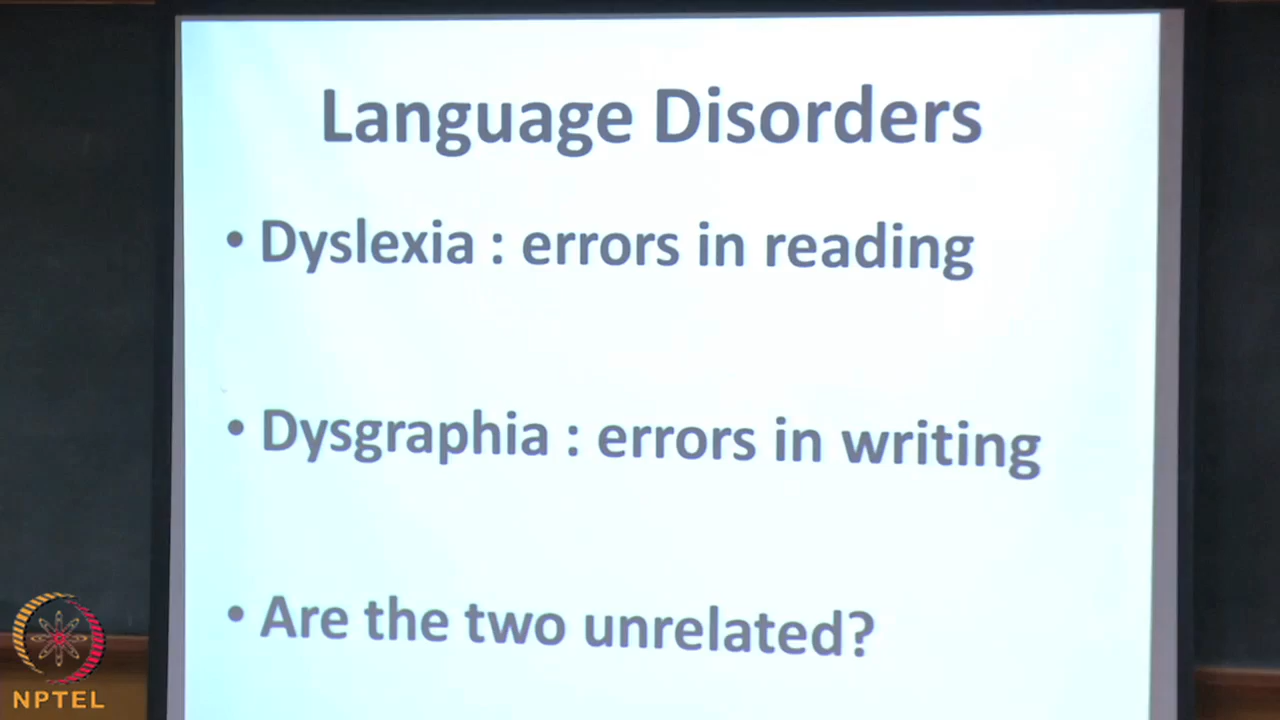 Language Disorders
• Dyslexia : errors in reading
• Dysgraphia : errors in writing
• Are the two unrelated?
NPTEL